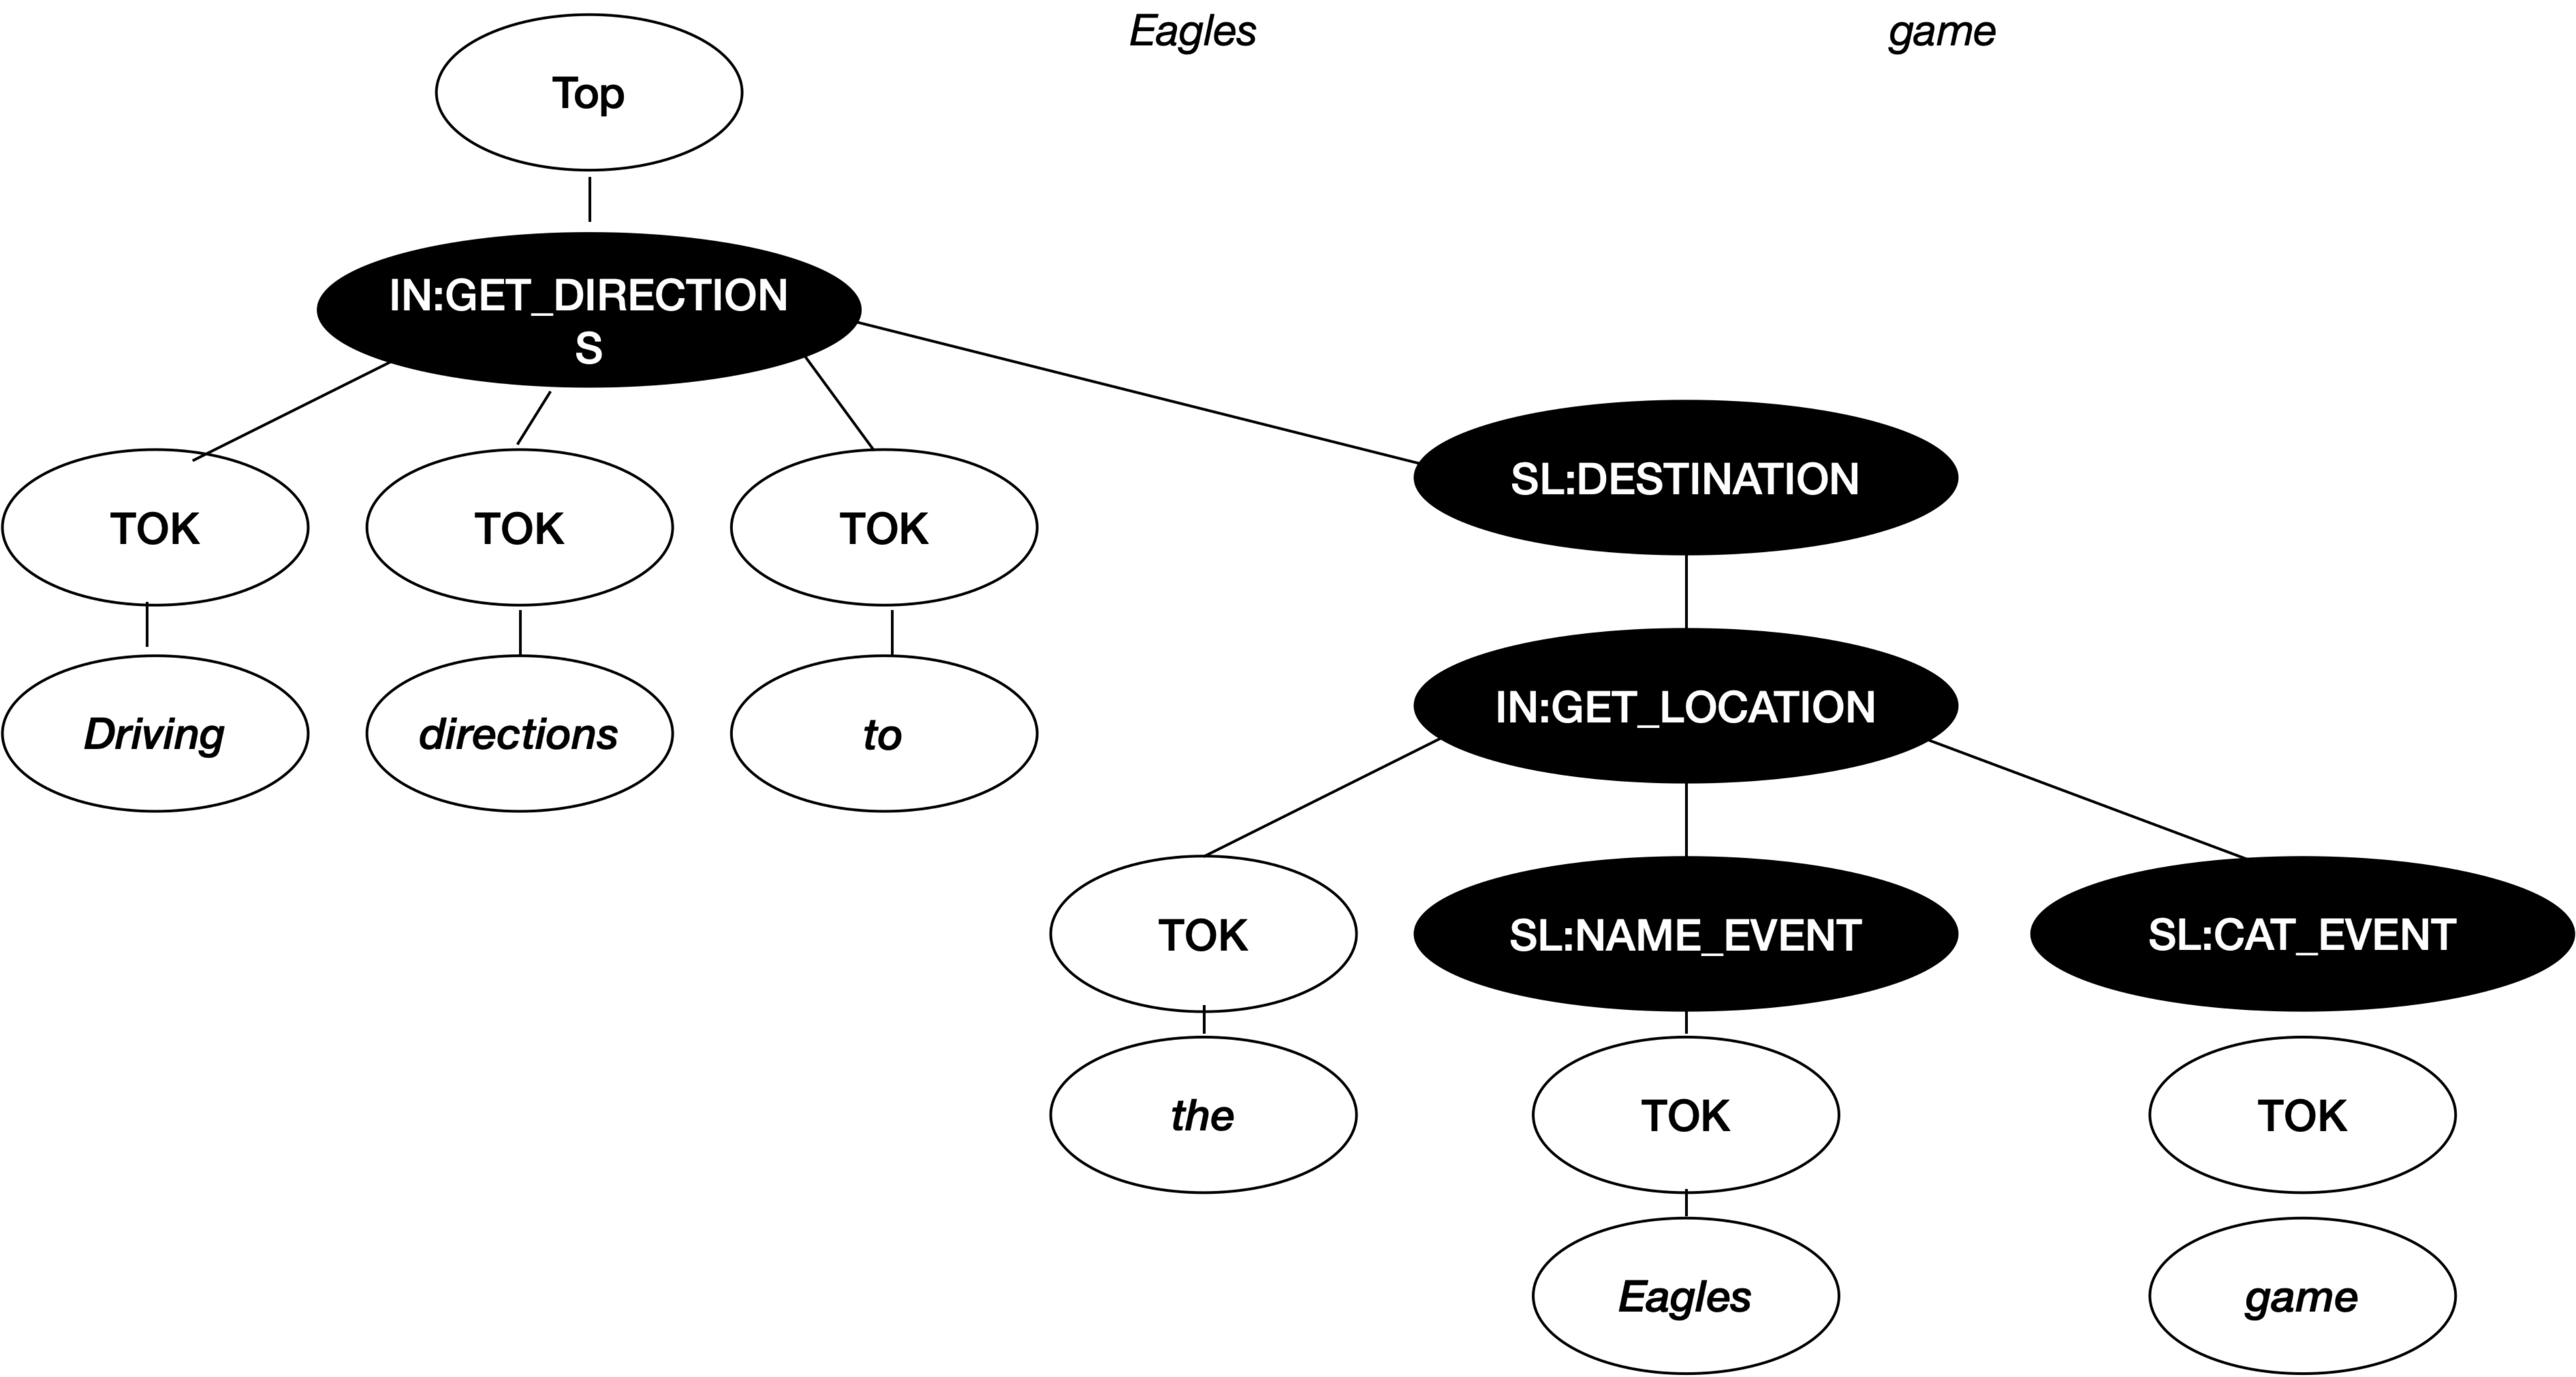 Eagles
game
Top
IN:GET_DIRECTION
S
SL:DESTINATION
TOK
TOK
TOK
Driving
directions
to
IN:GET_LOCATION
TOK
SL:NAME_EVENT
SL:CAT_EVENT
the
TOK
TOK
Eagles
game